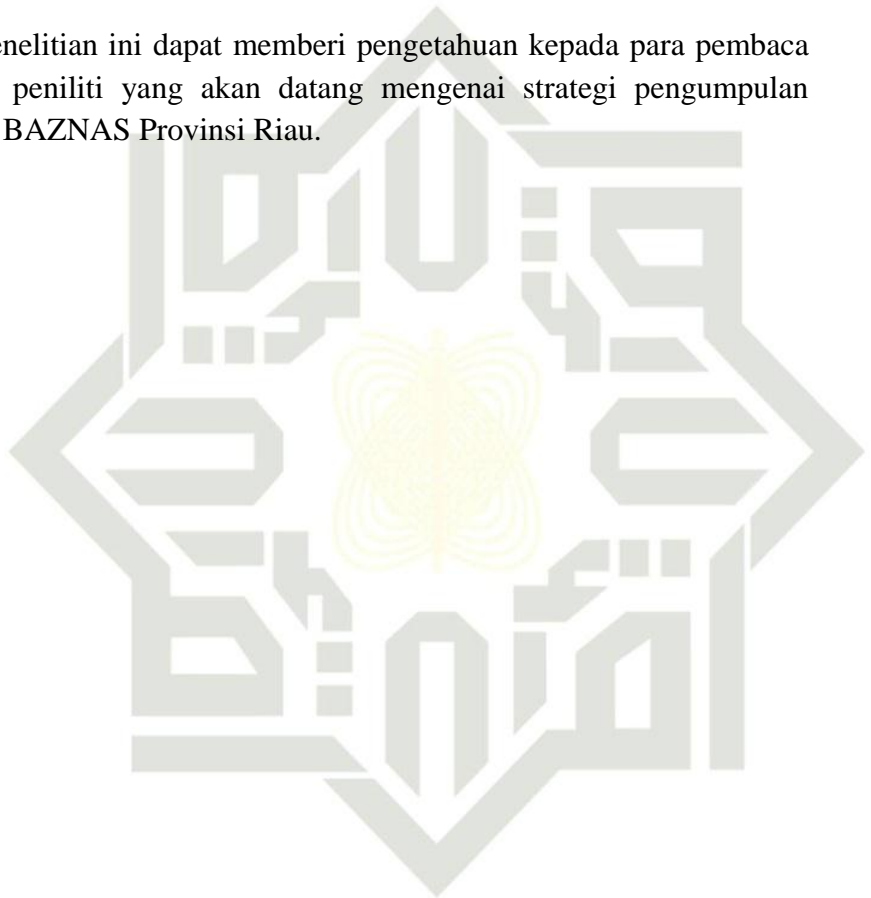 enelitian ini dapat memberi pengetahuan kepada para pembaca
peniliti yang akan datang mengenai strategi pengumpulan
BAZNAS Provinsi Riau.